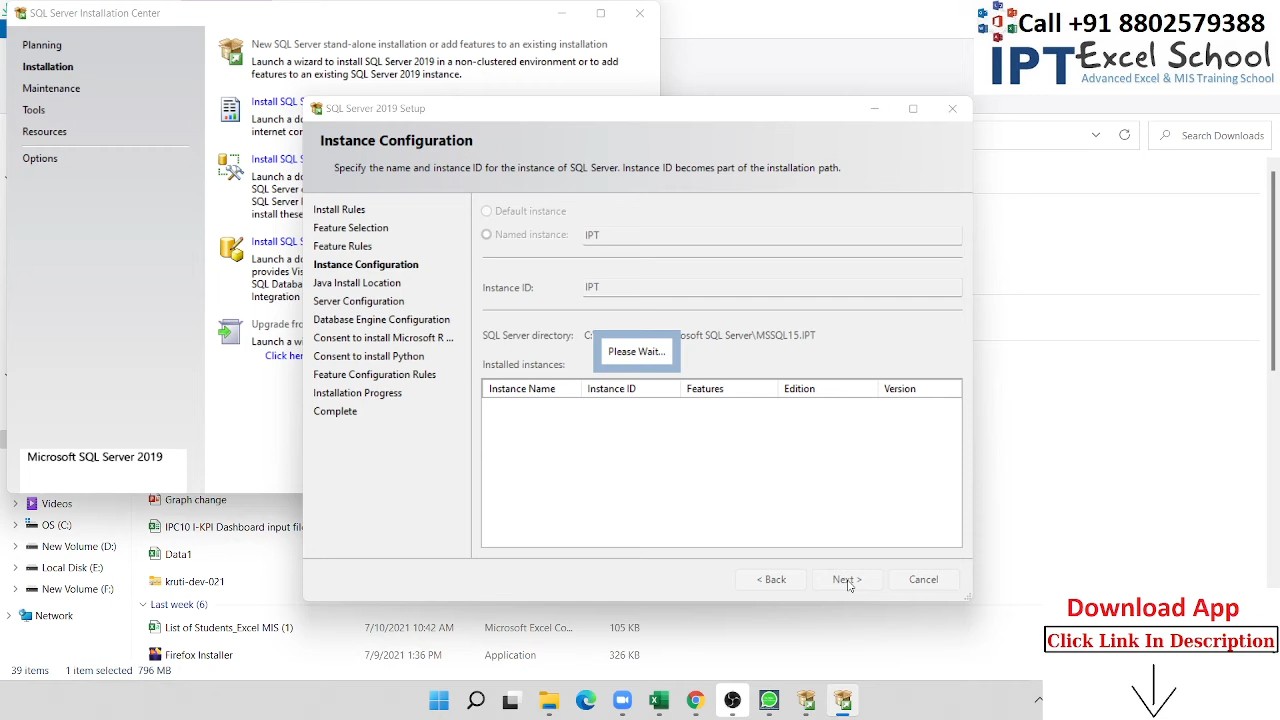 SQL Server Installation Center
Planning
Installation
Maintenance
Tools
Resources
Options
Microsoft SQL Server 2019
New SQL Server stand-alone installation or add features to an existing installation
Launch a wizard to install SQL Server 2019 in a non-clustered environment or to add
features to an existing SQL Server 2019 instance.
Install SQL S
Launch a do
internet con
Install SQL S
Launch a do
SQL Server
these
Install SQL S
Launch a do
provides Vis
SQL Databa
Integration
Upgrade fro
Launch a wi
Click her
Call +91 8802579388
IPT Excel School
Advanced Excel & MIS Training School
Search Downloads
SQL Server 2019 Setup
Instance Configuration
Specify the name and instance ID for the instance of SQL Server. Instance ID becomes part of the installation path.
Install Rules
Feature Selection
Feature Rules
Instance Configuration
Java Install Location
Server Configuration
Database Engine Configuration
Consent to install Microsoft R ...
Consent to install Python
Feature Configuration Rules
Installation Progress
Complete
Default instance
Named instance: IPT
Instance ID: IPT
SQL Server directory: C: osoft SQL Server\MSSQL15.IPT
Please Wait...
Installed instances:
Instance Name Instance ID Features Edition Version
< Back Next > Cancel
Videos
OS (C:)
New Volume (D:)
Local Disk (E:)
New Volume (F:)
Network
Graph change
IPC10 I-KPI Dashboard input file
Data1
kruti-dev-021
Last week (6)
List of Students_Excel MIS (1) 7/10/2021 10:42 AM Microsoft Excel Co... 105 KB
Firefox Installer 7/9/2021 1:36 PM Application 326 KB
39 items 1 item selected 796 MB
Download App
Click Link In Description